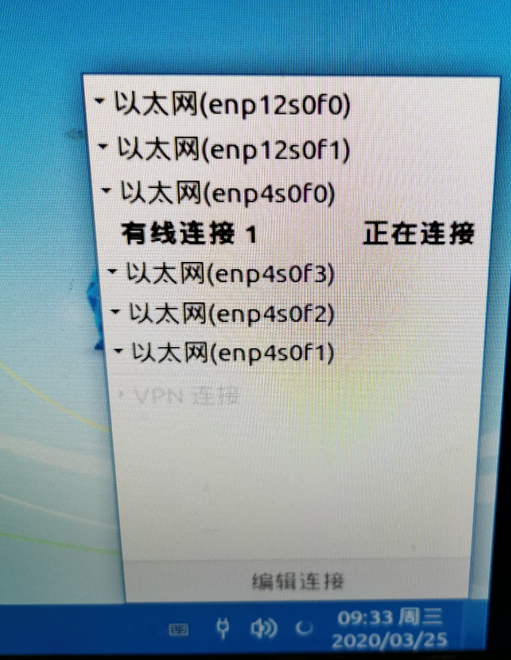 以太网(enp12s0f0)
以太网(enp12s0f1)
以太网(enp4s0f0)
有线连接 1 正在连接
以太网(enp4s0f3)
以太网(enp4s0f2)
以太网(enp4s0f1)
VPN 连接
编辑连接
09:33 周三
2020/03/25